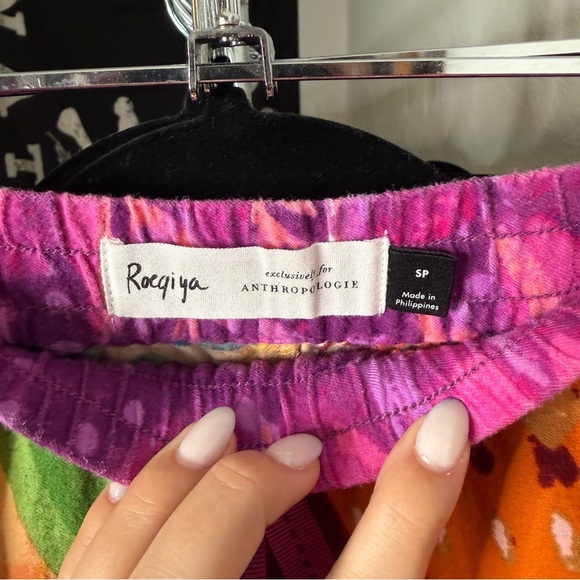 Roeqiya
exclusively for
ANTHROPOLOGIE
SP
Made in
Philippines